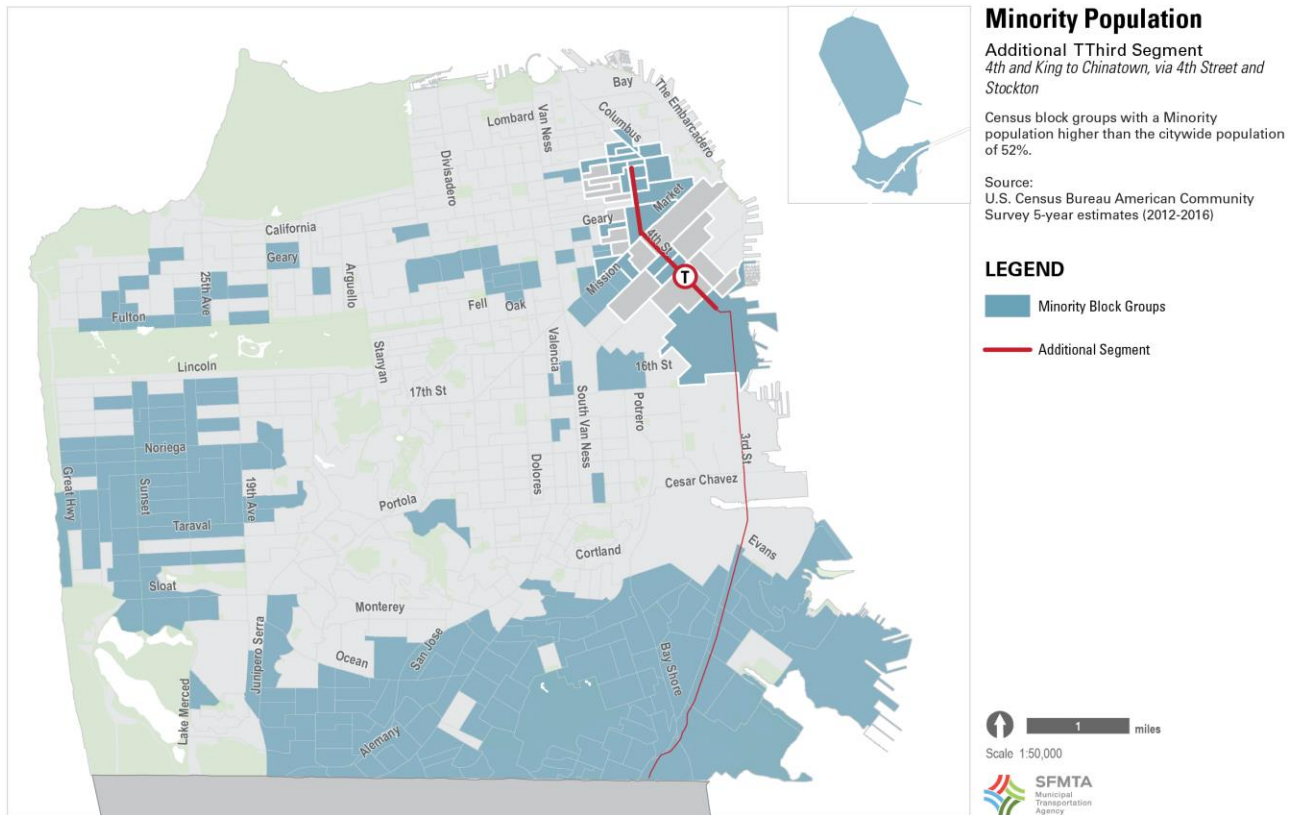 Minority Population
Additional TThird Segment
4th and King to Chinatown, via 4th Street and
Stockton
Census block groups with a Minority
population higher than the citywide population
of 52%.
Source:
U.S. Census Bureau American Community
Survey 5-year estimates (2012-2016)
LEGEND
Minority Block Groups
Additional Segment
Bay
The Embarcadero
Columbus
Lombard
Van Ness
Divisadero
Market
Geary
California
Geary
4th St
25th Ave
Arguello
Mission
T
Fell
Oak
Fulton
Valencia
Stanyan
Lincoln
16th St
17th St
South Van Ness
Potrero
3rd St
Noriega
Great Hwy
Sunset
19th Ave
Dolores
Cesar Chavez
Portola
Taraval
Evans
Cortland
Sloat
Monterey
Junipero Serra
San Jose
Ocean
Bay Shore
Lake Merced
Alemany
1 miles
Scale 1:50,000
SFMTA
Municipal
Transportation
Agency